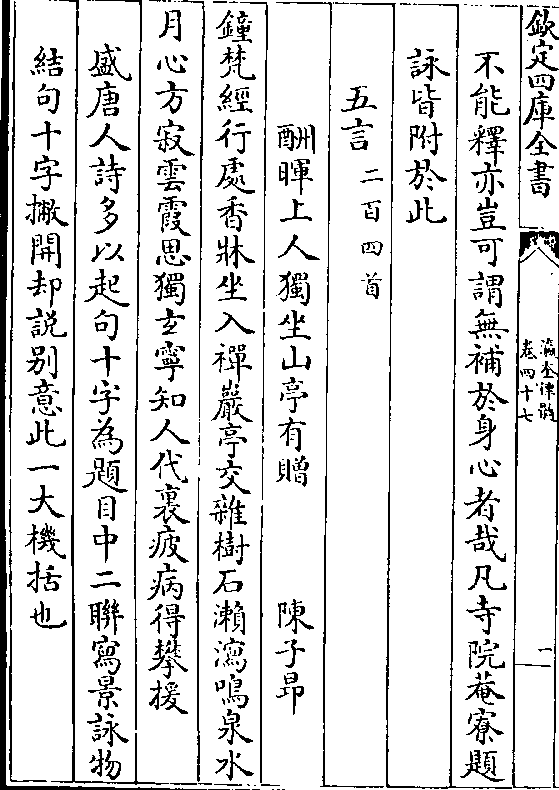 欽定四庫全書
瀛奎律髓
卷四十七
二
不能釋亦豈可謂無補於身心者哉凡寺院菴寮題
詠皆附於此
五言二百四首
酬暉上人獨坐山亭有贈 陳子昂
鐘梵經行處香牀坐入禪巖亭交雜樹石瀨瀉鳴泉水
月心方寂雲霞思獨𤣥寧知人代裏疲病得攀援
盛唐人詩多以起句十字為題目中二聯寫景詠物
結句十字撇開却説别意此一大機括也